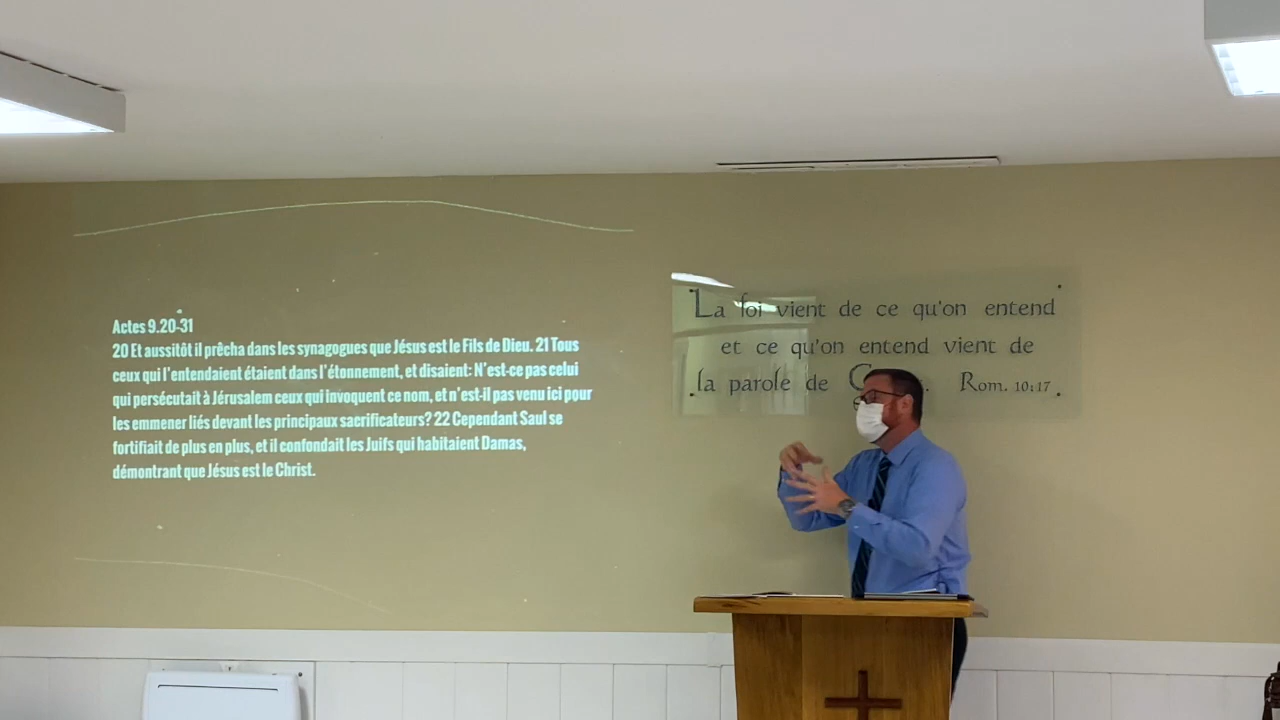 Actes 9.20-31
20 Et aussitôt il prêcha dans les synagogues que Jésus est le Fils de Dieu. 21 Tous
ceux qui l'entendaient étaient dans l'étonnement, et disaient: N'est-ce pas celui
qui persécutait à Jérusalem ceux qui invoquent ce nom, et n'est-il pas venu ici pour
les emmener liés devant les principaux sacrificateurs? 22 Cependant Saul se
fortifiait de plus en plus, et il confondait les Juifs qui habitaient Damas,
démontrant que Jésus est le Christ.
La foi vient de ce qu'on entend
et ce qu'on entend vient de
la parole de Rom. 10:17